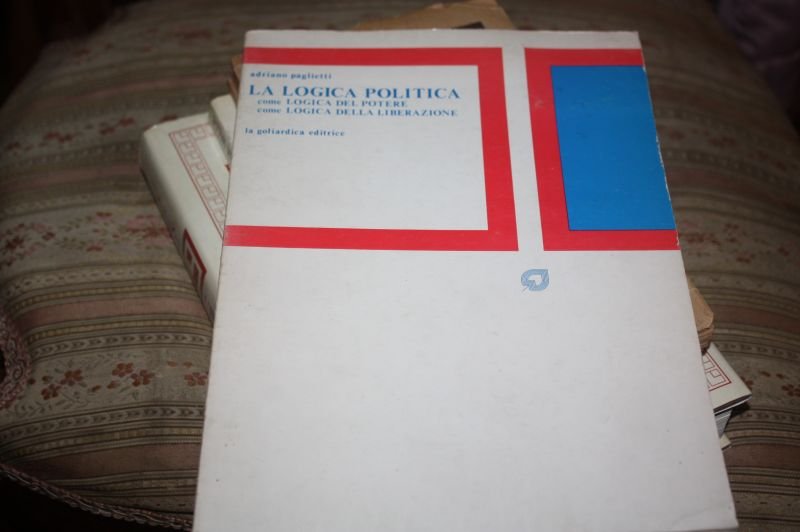 adriano paglietti
LA LOGICA POLITICA
come LOGICA DEL POTERE
come LOGICA DELLA LIBERAZIONE
la goliardica editrice